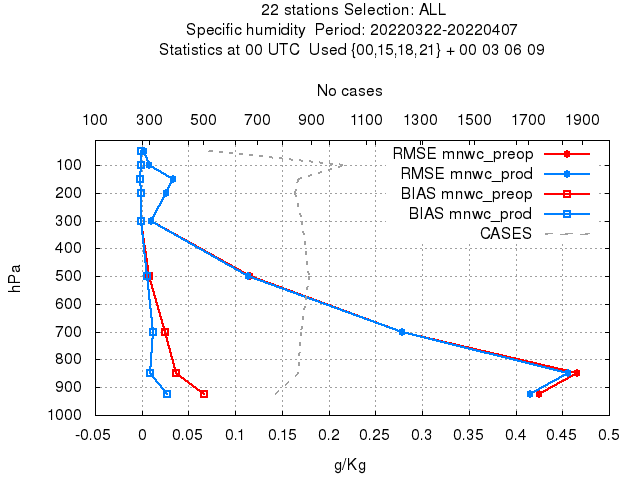 22 stations Selection: ALL
Specific humidity  Period: 20220322-20220407
Statistics at 00 UTC  Used {00,15,18,21} + 00 03 06 09
No cases
100 300 500 700 900 1100 1300 1500 1700 1900
RMSE mnwc_preop
RMSE mnwc_prod
BIAS mnwc_preop
BIAS mnwc_prod
CASES
hPa
100
200
300
400
500
600
700
800
900
1000
-0.05 0 0.05 0.1 0.15 0.2 0.25 0.3 0.35 0.4 0.45 0.5
g/Kg